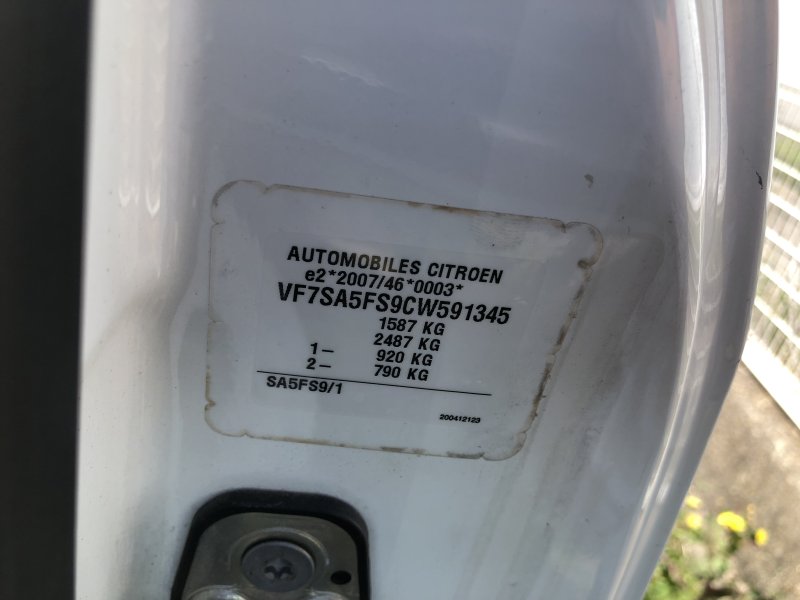 AUTOMOBILES CITROEN
e2*2007/46*0003*
VF7SA5FS9CW591345
1587 KG
2487 KG
1– 920 KG
2– 790 KG
SA5FS9/1
200412123